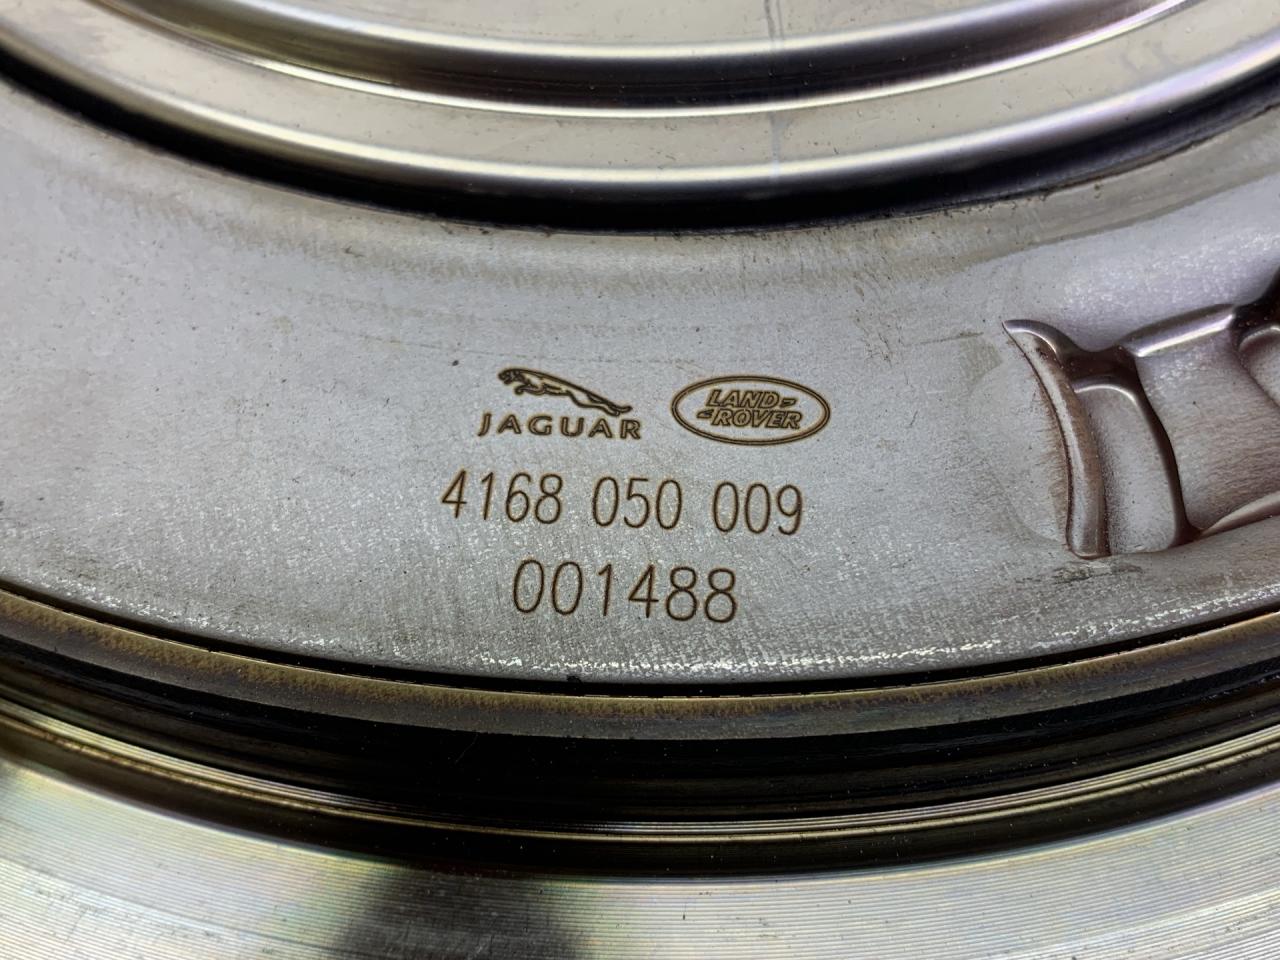 JAGUAR
LAND-
-ROVER
4168 050 009
001488